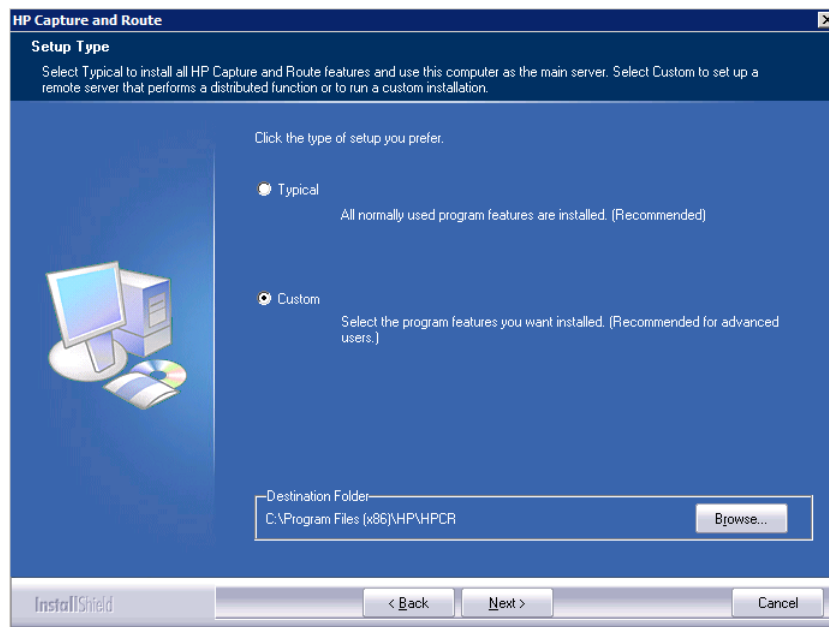 HP Capture and Route
Setup Type
Select Typical to install all HP Capture and Route features and use this computer as the main server. Select Custom to set up a
remote server that performs a distributed function or to run a custom installation.
Click the type of setup you prefer.
Typical
All normally used program features are installed. (Recommended)
Custom
Select the program features you want installed. (Recommended for advanced
users.)
Destination Folder
C:\Program Files (x86)\HP\HPCR
Browse...
InstallShield
< Back
Next >
Cancel